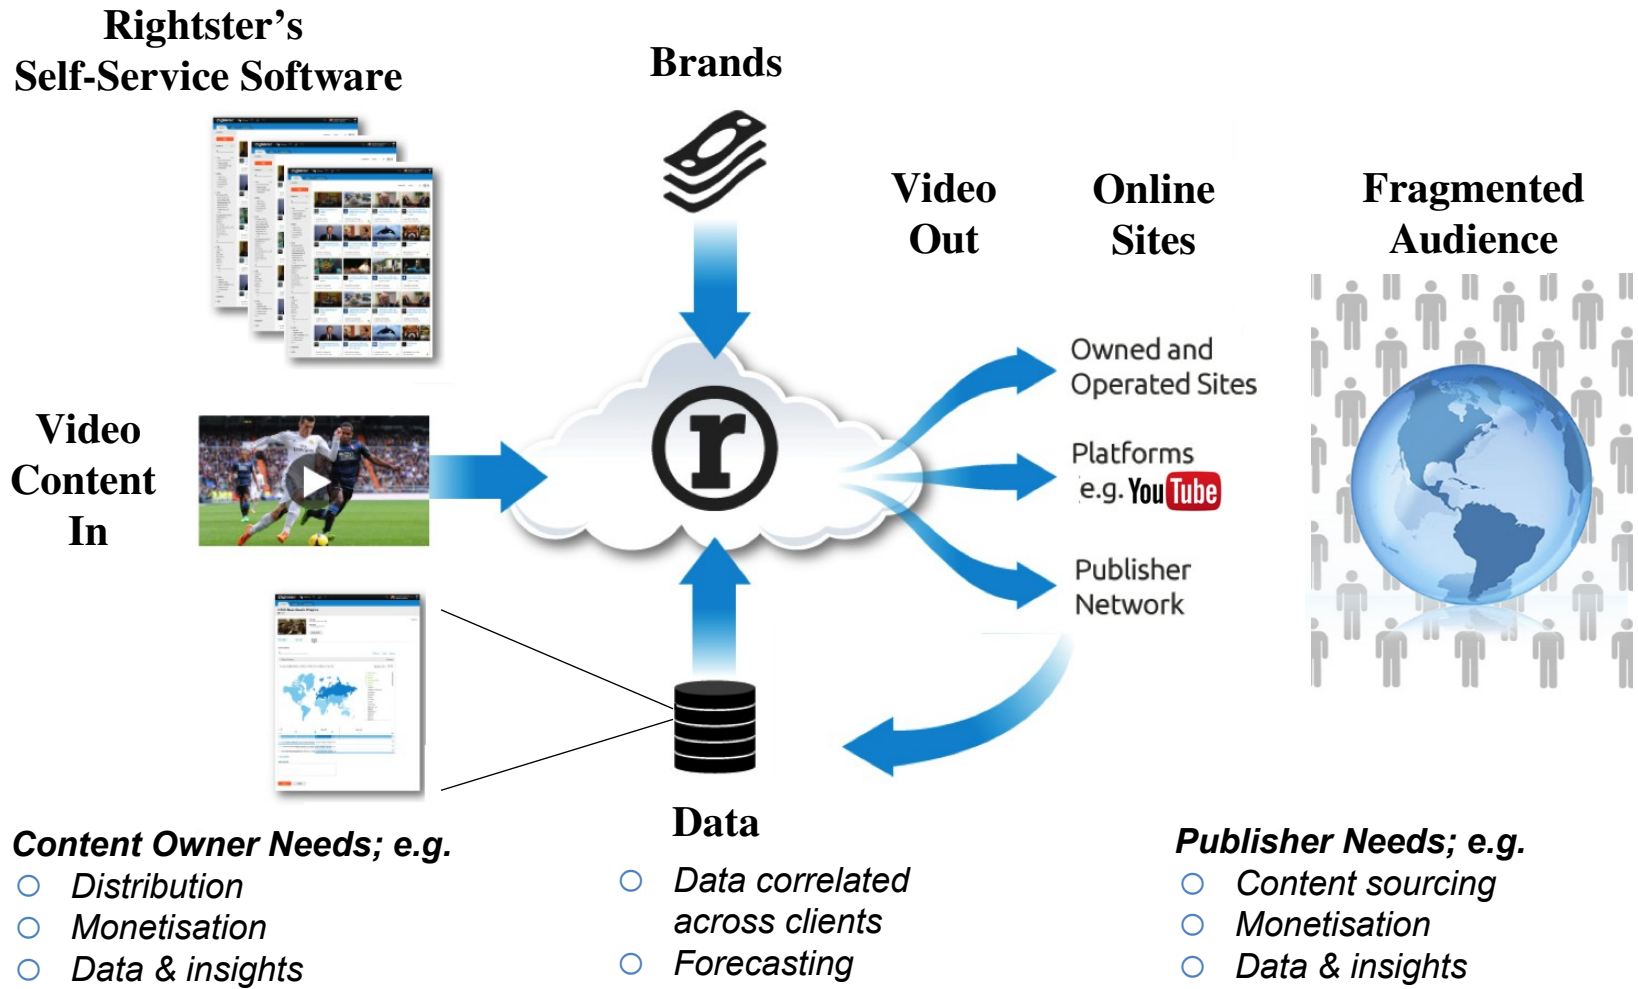 Rightster's
Self-Service Software
Brands
Video
Out
Online
Sites
Fragmented
Audience
Owned and
Operated Sites
Video
Content
In
r
Platforms
e.g. YouTube
Publisher
Network
Data
Content Owner Needs; e.g.
Distribution
Monetisation
Data & insights
Data correlated
across clients
Forecasting
Publisher Needs; e.g.
Content sourcing
Monetisation
Data & insights